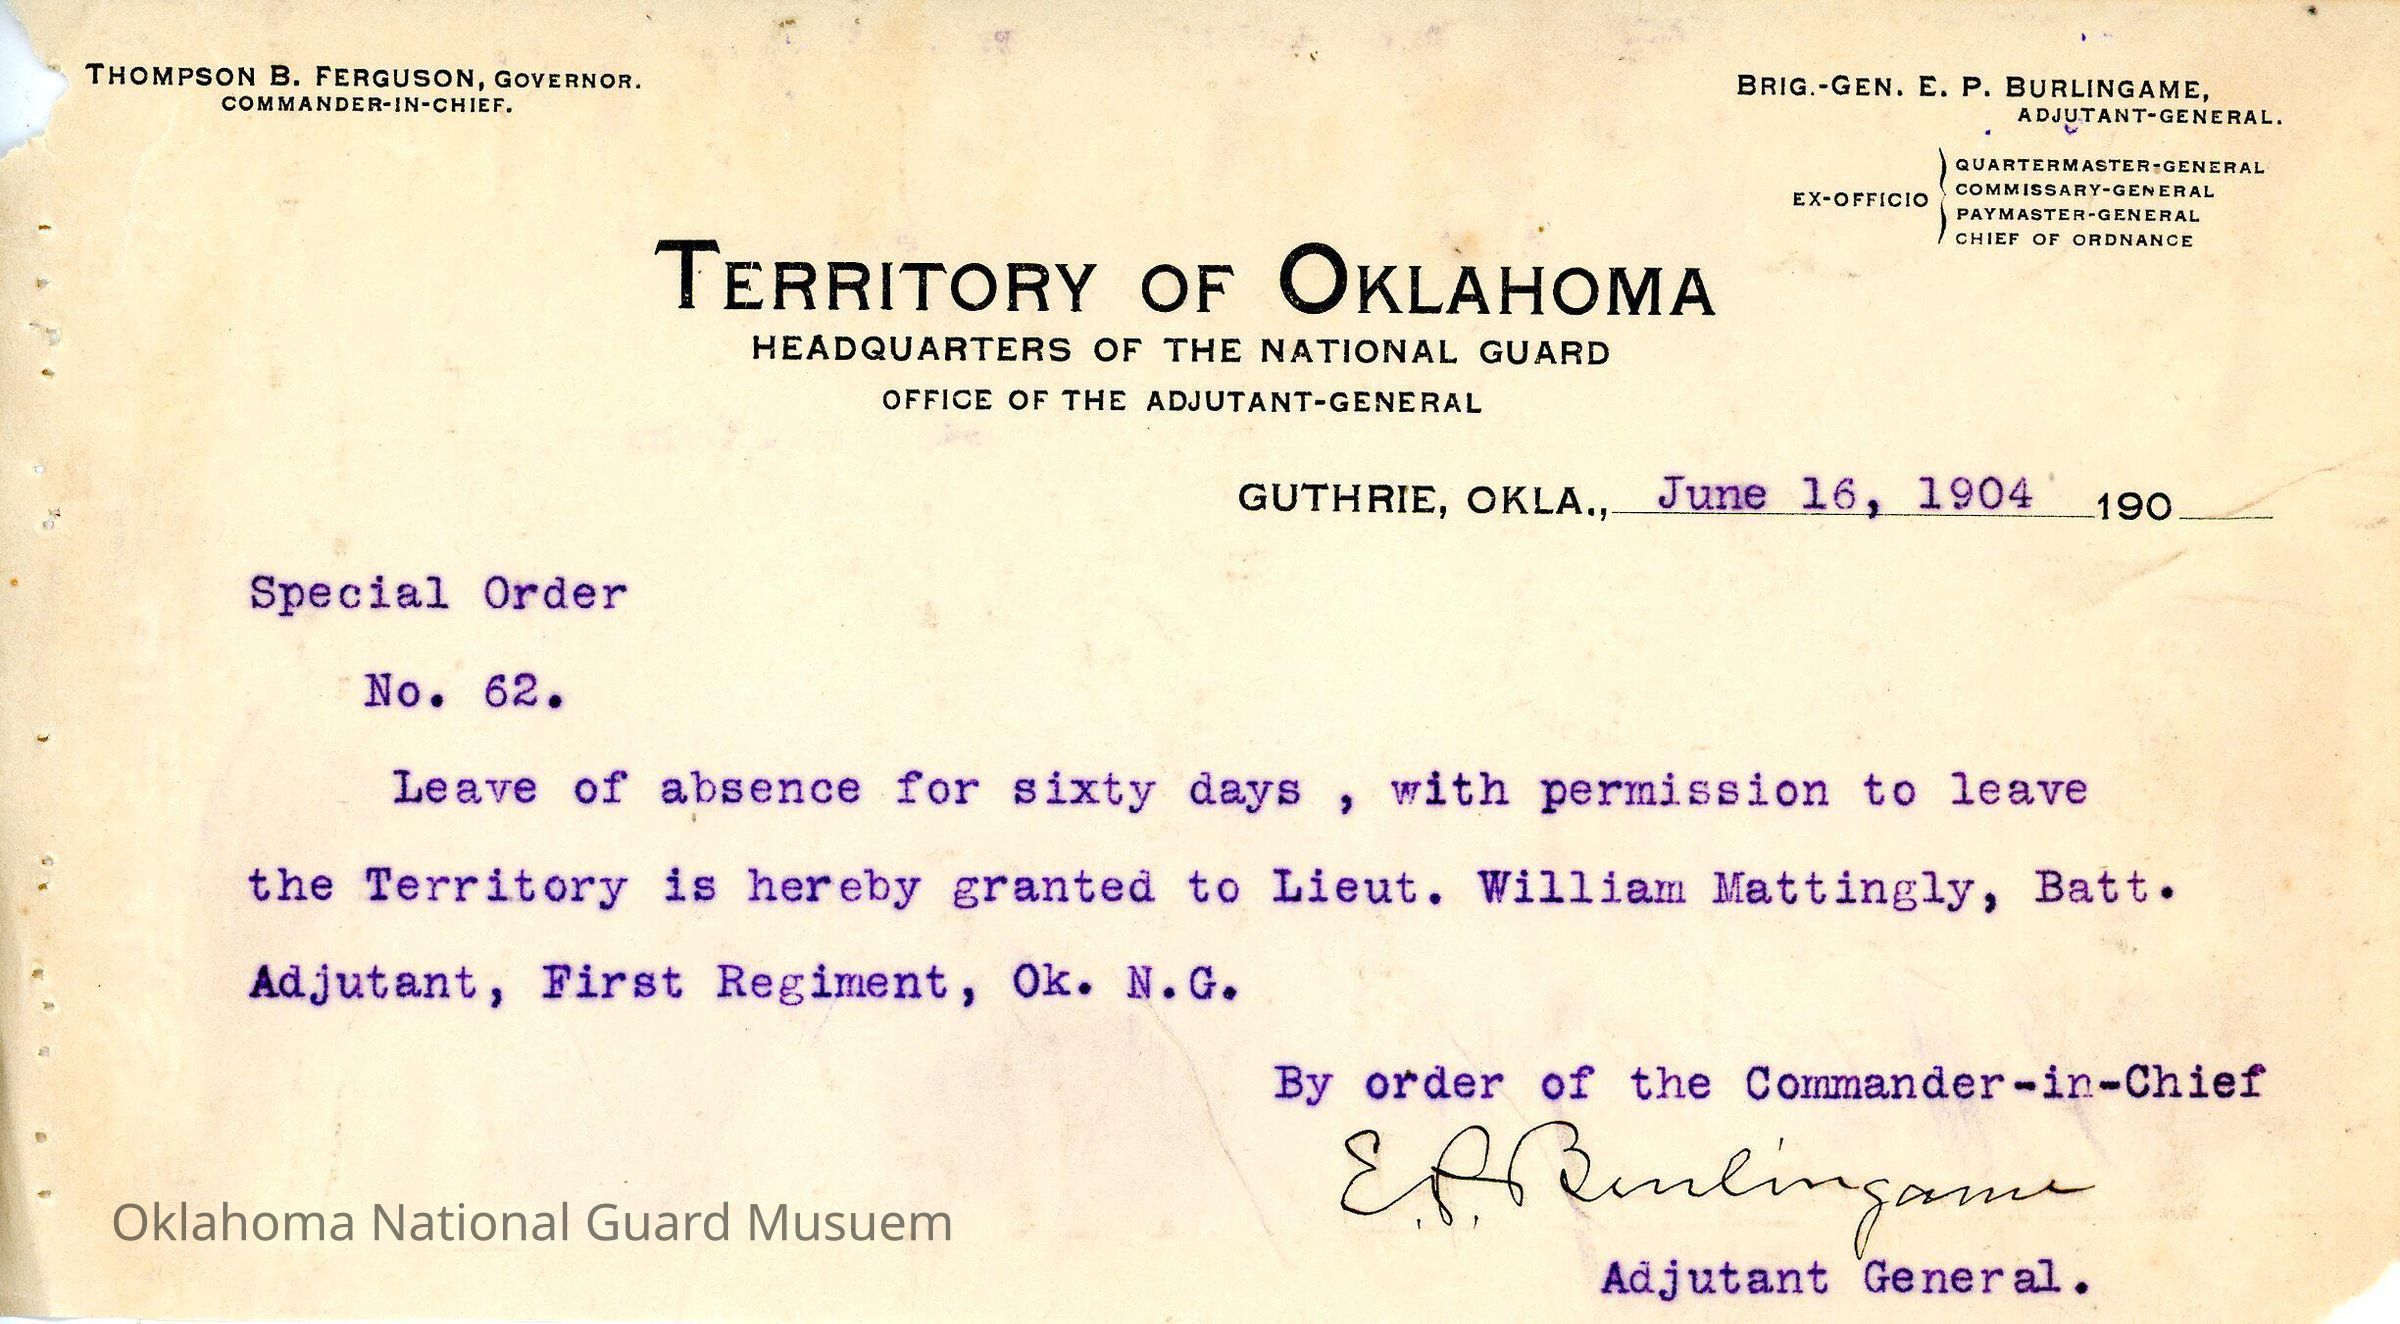 THOMPSON B. FERGUSON, GOVERNOR.
COMMANDER-IN-CHIEF.
BRIG.-GEN. E. P. BURLINGAME,
ADJUTANT-GENERAL.
EX-OFFICIO
QUARTERMASTER-GENERAL
COMMISSARY-GENERAL
PAYMASTER-GENERAL
CHIEF OF ORDNANCE
TERRITORY OF OKLAHOMA
HEADQUARTERS OF THE NATIONAL GUARD
OFFICE OF THE ADJUTANT-GENERAL
GUTHRIE, OKLA., June 16, 1904 190
Special Order
No. 62.
Leave of absence for sixty days , with permission to leave
the Territory is hereby granted to Lieut. William Mattingly, Batt.
Adjutant, First Regiment, Ok. N.G.
By order of the Commander-in-Chief
E. P. Burlingame
Adjutant General.
Oklahoma National Guard Musuem